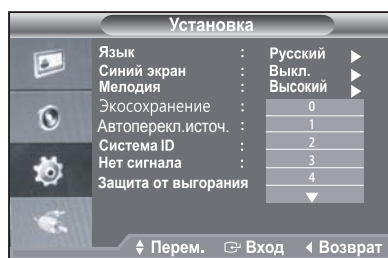 Установка
Язык : Русский
Синий экран : Выкл.
Мелодия : Высокий
Экосохранение : 0
Автоперекл.источ. : 1
Система ID : 2
Нет сигнала : 3
Защита от выгорания 4
Перем. Вход Возврат